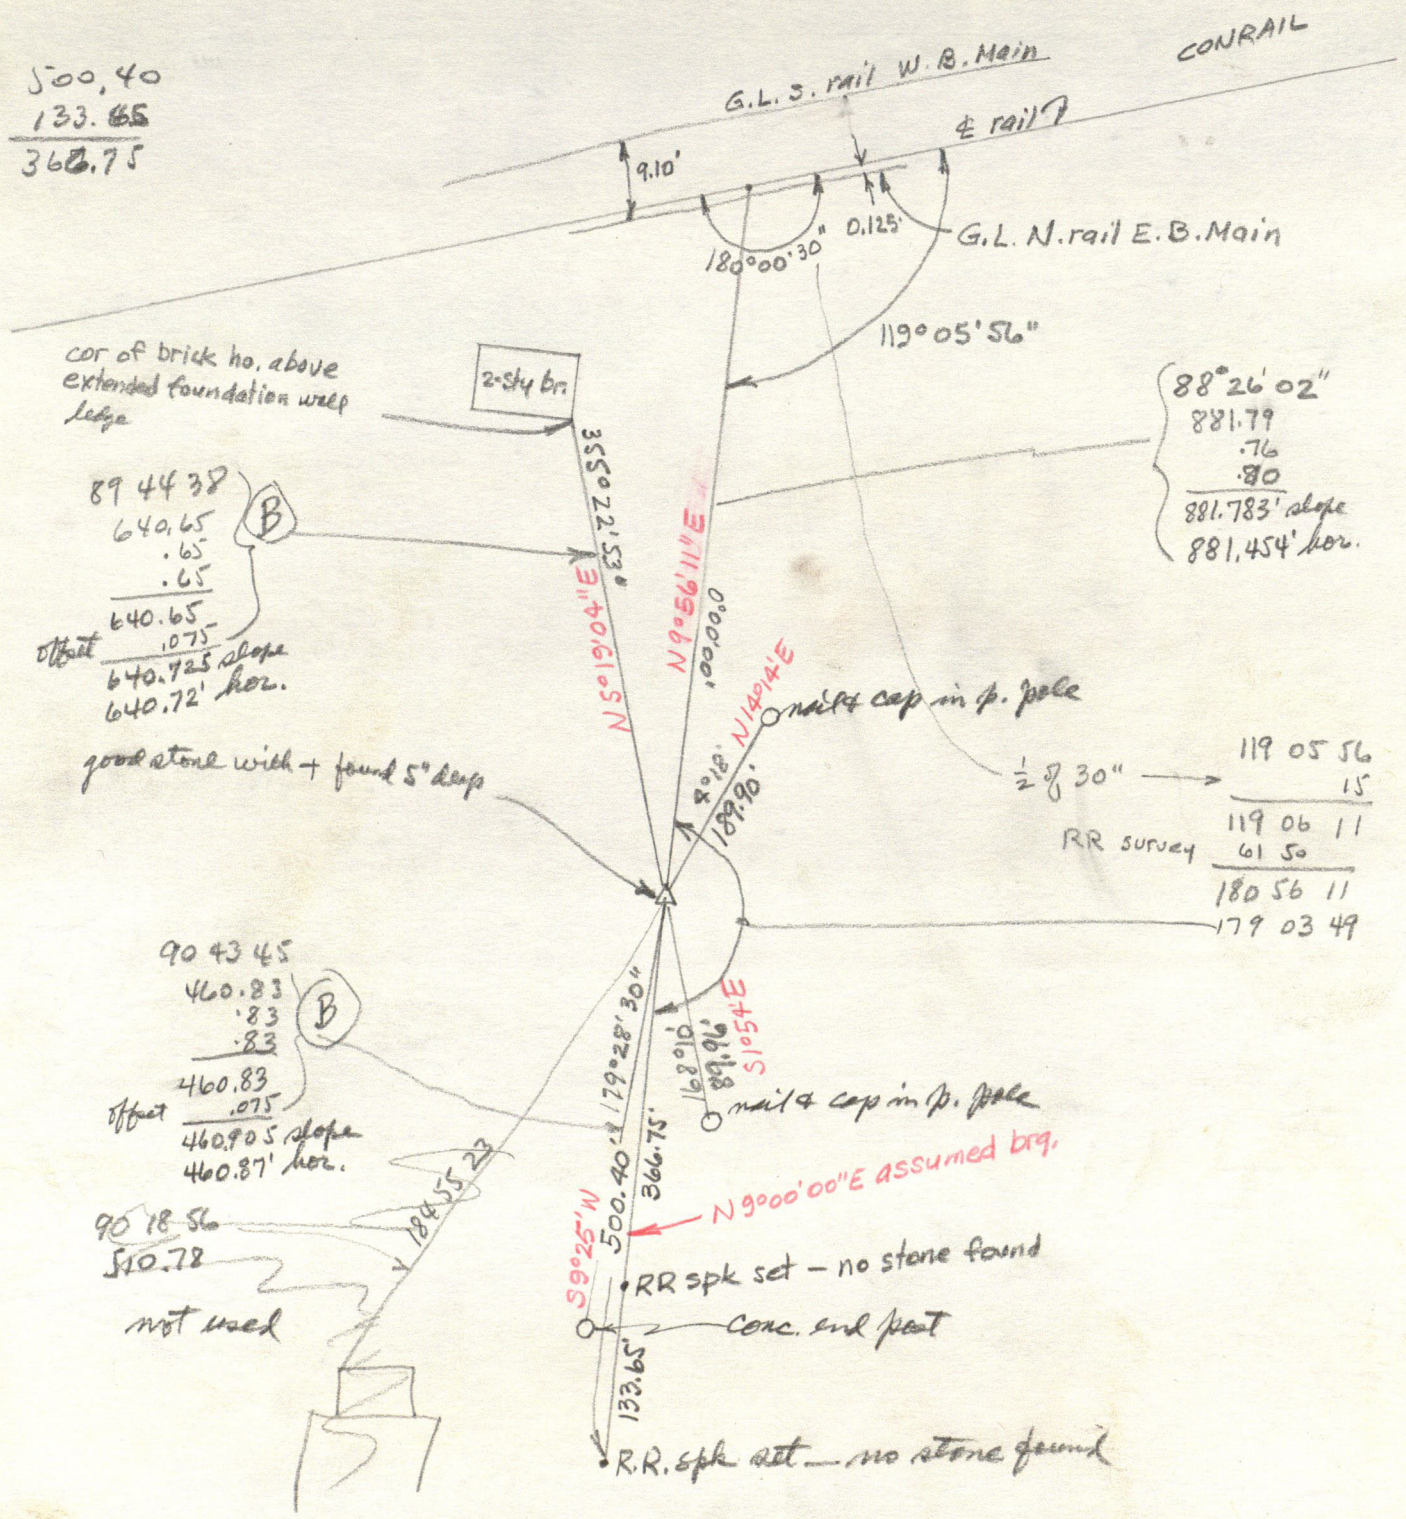 500.40
133.65
366.75
G.L. S. rail W.B. Main
CONRAIL
℄ rail
9.10'
0.125'
G.L. N. rail E.B. Main
180°00'30"
119°05'56"
cor of brick ho. above
extended foundation wall
ledge
2-sty br.
88°26'02"
881.79
.76
.80
881.783' slope
881.454' hor.
355°22'53"
N5°19'04"E
N9°56'11"E
0°00'00"
89 44 38
640.65
.65
.65
640.65
offset .075
640.725 slope
640.72' hor.
B
N14°14'E
nail & cap in p. pole
8°18'
189.90'
good stone with + found 5" deep
½ of 30"
119 05 56
15
119 06 11
RR survey 61 50
180 56 11
179 03 49
90 43 45
460.83
.83
.83
460.83
offset .075
460.905 slope
460.87' hor.
B
179°28'30"
168°10'
89.96'
S1°54'E
nail & cap in p. pole
184 55 23
90 18 56
510.78
not used
500.40'
366.75'
N9°00'00"E assumed brg.
S9°25'W
RR spk set – no stone found
conc. end post
133.65'
R.R. spk set – no stone found